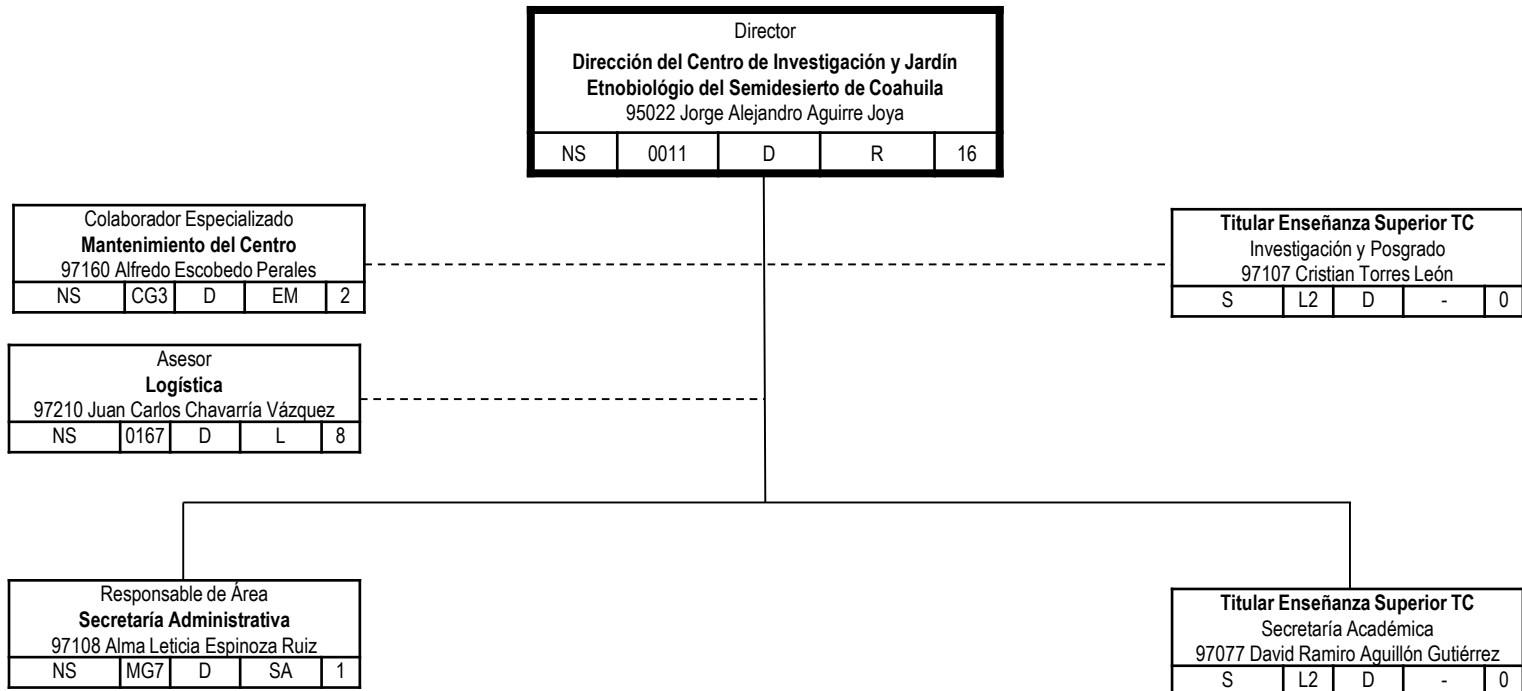 Director
Dirección del Centro de Investigación y Jardín
Etnobiológio del Semidesierto de Coahuila
95022 Jorge Alejandro Aguirre Joya
NS 0011 D R 16
Colaborador Especializado
Mantenimiento del Centro
97160 Alfredo Escobedo Perales
NS CG3 D EM 2
Titular Enseñanza Superior TC
Investigación y Posgrado
97107 Cristian Torres León
S L2 D - 0
Asesor
Logística
97210 Juan Carlos Chavarría Vázquez
NS 0167 D L 8
Responsable de Área
Secretaría Administrativa
97108 Alma Leticia Espinoza Ruiz
NS MG7 D SA 1
Titular Enseñanza Superior TC
Secretaría Académica
97077 David Ramiro Aguillón Gutiérrez
S L2 D - 0